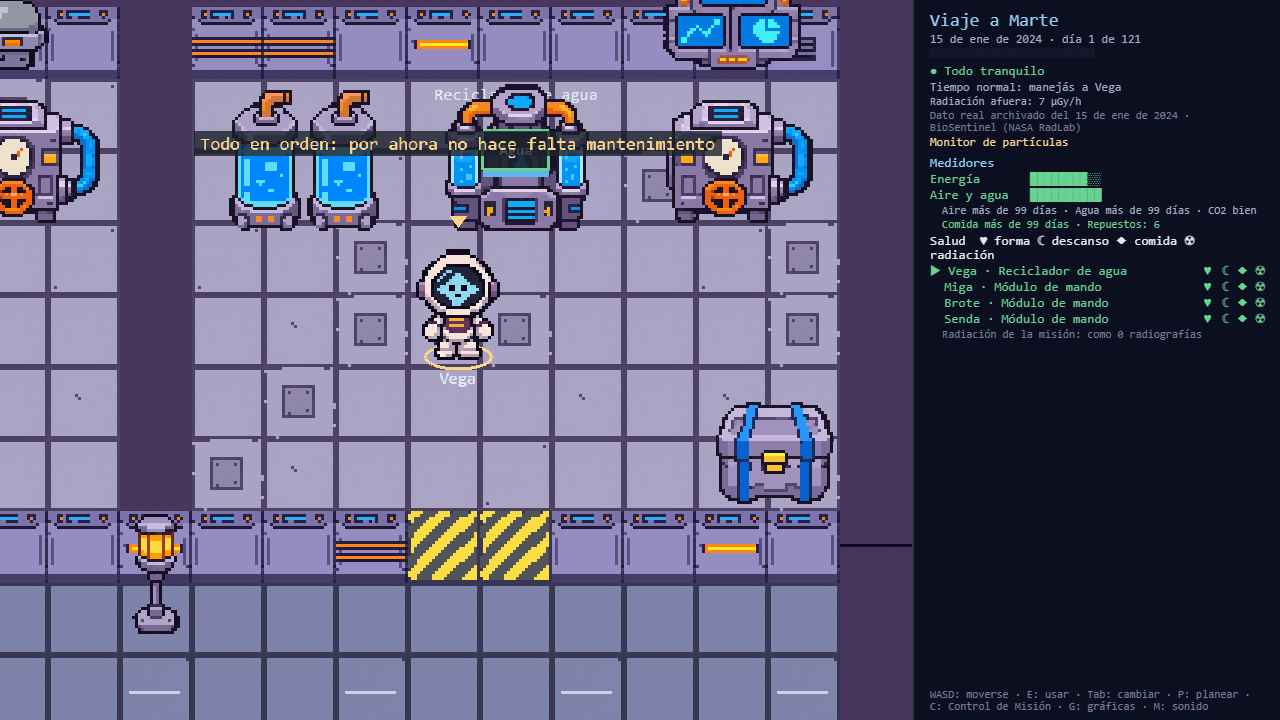 Todo en orden: por ahora no hace falta mantenimiento
Vega
Viaje a Marte
15 de ene de 2024 · día 1 de 121
● Todo tranquilo
Tiempo normal: manejás a Vega
Radiación afuera: 7 µGy/h
Dato real archivado del 15 de ene de 2024 ·
BioSentinel (NASA RadLab)
Monitor de partículas
Medidores
Energía
Aire y agua
Aire más de 99 días · Agua más de 99 días · CO2 bien
Comida más de 99 días · Repuestos: 6
Salud ♥ forma ☾ descanso ◆ comida ☢
radiación
▶ Vega · Reciclador de agua ♥ ☾ ◆ ☢
Miga · Módulo de mando ♥ ☾ ◆ ☢
Brote · Módulo de mando ♥ ☾ ◆ ☢
Senda · Módulo de mando ♥ ☾ ◆ ☢
Radiación de la misión: como 0 radiografías
WASD: moverse · E: usar · Tab: cambiar · P: planear ·
C: Control de Misión · G: gráficas · M: sonido